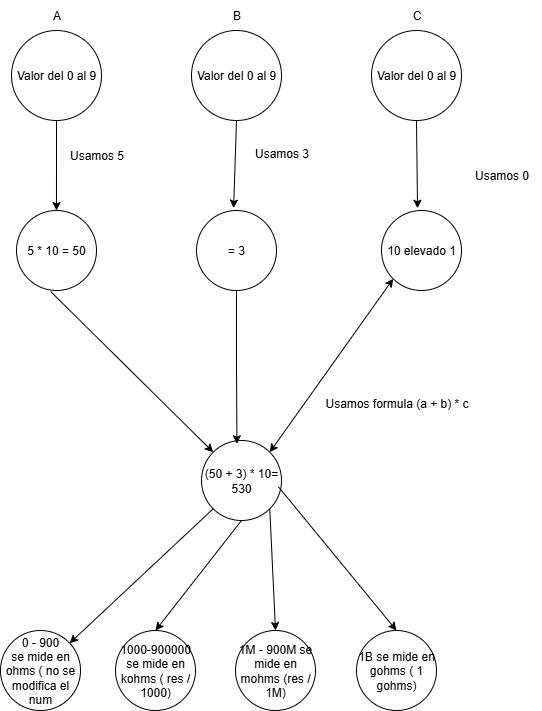 A
B
C
Valor del 0 al 9
Valor del 0 al 9
Valor del 0 al 9
Usamos 5
Usamos 3
Usamos 0
5 * 10 = 50
= 3
10 elevado 1
Usamos formula (a + b) * c
(50 + 3) * 10=
530
0 - 900
se mide en
ohms ( no se
modifica el
num
1000-900000
se mide en
kohms ( res /
1000)
1M - 900M se
mide en
mohms (res /
1M)
1B se mide en
gohms ( 1
gohms)